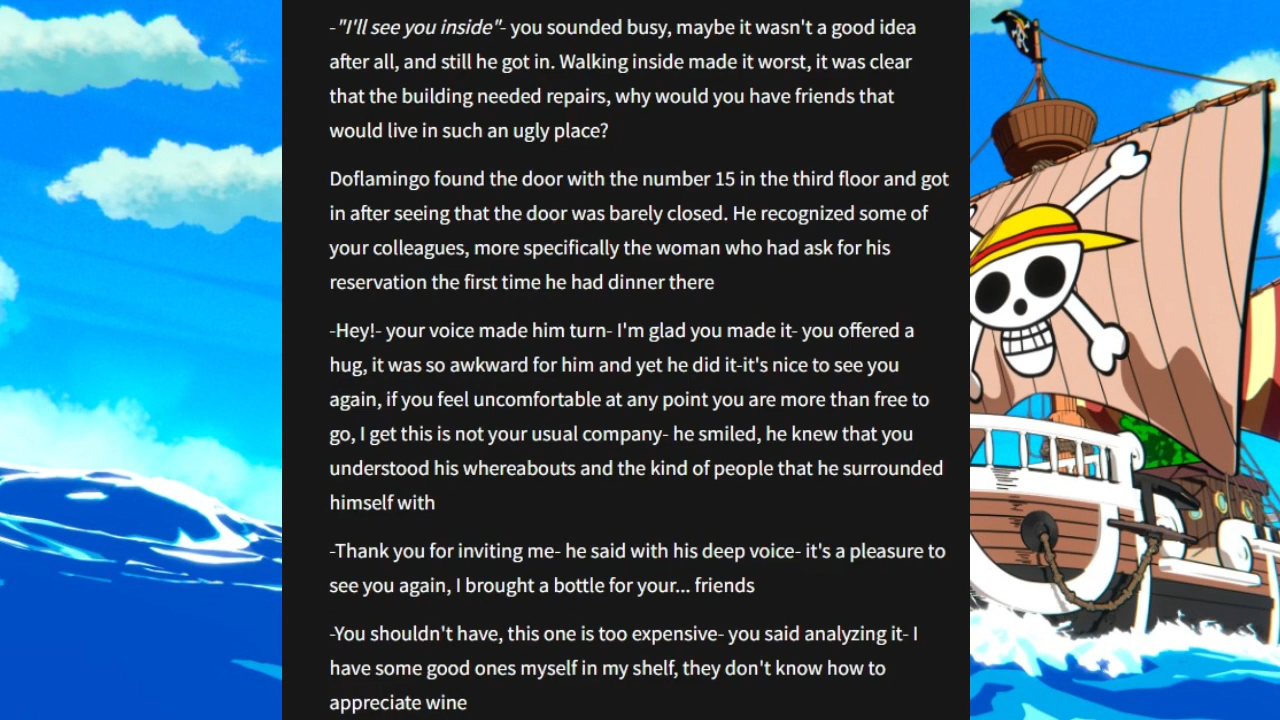 -"I'll see you inside"- you sounded busy, maybe it wasn't a good idea
after all, and still he got in. Walking inside made it worst, it was clear
that the building needed repairs, why would you have friends that
would live in such an ugly place?
Doflamingo found the door with the number 15 in the third floor and got
in after seeing that the door was barely closed. He recognized some of
your colleagues, more specifically the woman who had ask for his
reservation the first time he had dinner there
-Hey!- your voice made him turn- I'm glad you made it- you offered a
hug, it was so awkward for him and yet he did it-it's nice to see you
again, if you feel uncomfortable at any point you are more than free to
go, I get this is not your usual company- he smiled, he knew that you
understood his whereabouts and the kind of people that he surrounded
himself with
-Thank you for inviting me- he said with his deep voice- it's a pleasure to
see you again, I brought a bottle for your... friends
-You shouldn't have, this one is too expensive- you said analyzing it- I
have some good ones myself in my shelf, they don't know how to
appreciate wine